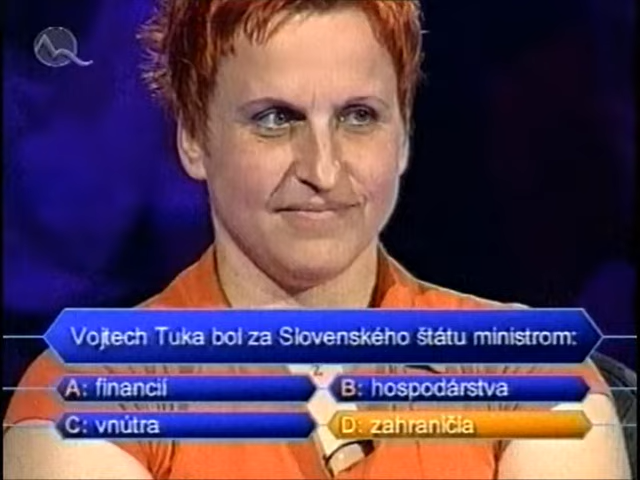 Vojtech Tuka bol za Slovenského štátu ministrom:
A: financií
B: hospodárstva
C: vnútra
D: zahraničia